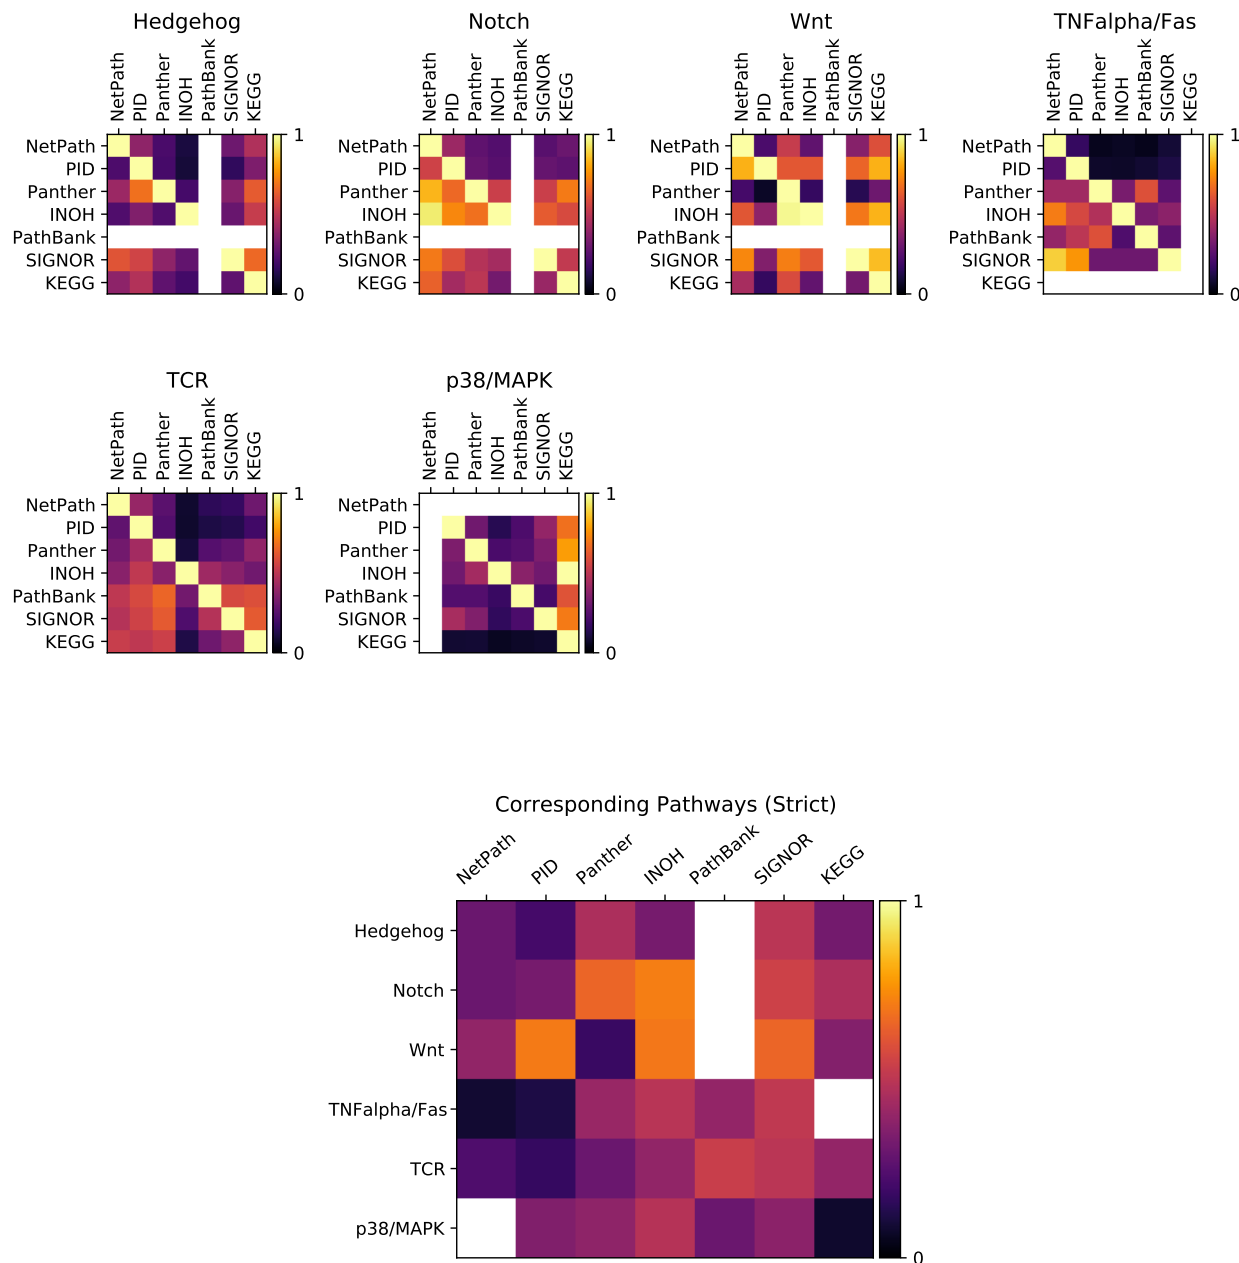 Hedgehog
NetPath PID Panther INOH PathBank SIGNOR KEGG
NetPath
PID
Panther
INOH
PathBank
SIGNOR
KEGG
1
0
Notch
NetPath PID Panther INOH PathBank SIGNOR KEGG
NetPath
PID
Panther
INOH
PathBank
SIGNOR
KEGG
1
0
Wnt
NetPath PID Panther INOH PathBank SIGNOR KEGG
NetPath
PID
Panther
INOH
PathBank
SIGNOR
KEGG
1
0
TNFalpha/Fas
NetPath PID Panther INOH PathBank SIGNOR KEGG
NetPath
PID
Panther
INOH
PathBank
SIGNOR
KEGG
1
0
TCR
NetPath PID Panther INOH PathBank SIGNOR KEGG
NetPath
PID
Panther
INOH
PathBank
SIGNOR
KEGG
1
0
p38/MAPK
NetPath PID Panther INOH PathBank SIGNOR KEGG
NetPath
PID
Panther
INOH
PathBank
SIGNOR
KEGG
1
0
Corresponding Pathways (Strict)
NetPath PID Panther INOH PathBank SIGNOR KEGG
Hedgehog
Notch
Wnt
TNFalpha/Fas
TCR
p38/MAPK
1
0